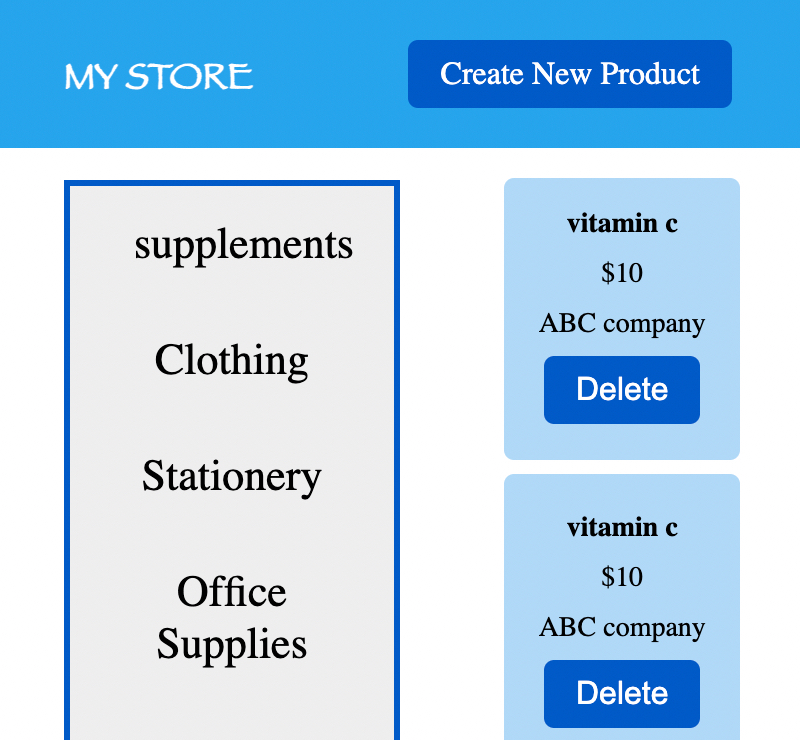 MY STORE
Create New Product
supplements
Clothing
Stationery
Office
Supplies
vitamin c
$10
ABC company
Delete
vitamin c
$10
ABC company
Delete